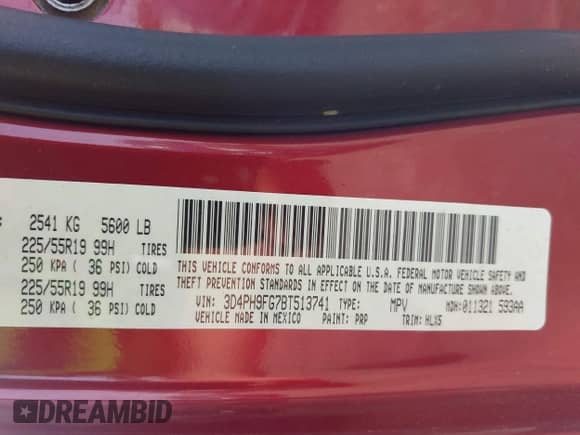 2541 KG 5600 LB
225/55R19 99H TIRES
250 KPA ( 36 PSI) COLD
225/55R19 99H TIRES
250 KPA ( 36 PSI) COLD
THIS VEHICLE CONFORMS TO ALL APPLICABLE U.S.A. FEDERAL MOTOR VEHICLE SAFETY AND
THEFT PREVENTION STANDARDS IN EFFECT ON THE DATE OF MANUFACTURE SHOWN ABOVE.
VIN: 3D4PH9FG7BT513741 TYPE: MPV MDH: 011321 593AA
VEHICLE MADE IN MEXICO PAINT: PRP TRIM: HLX5
DREAMBID